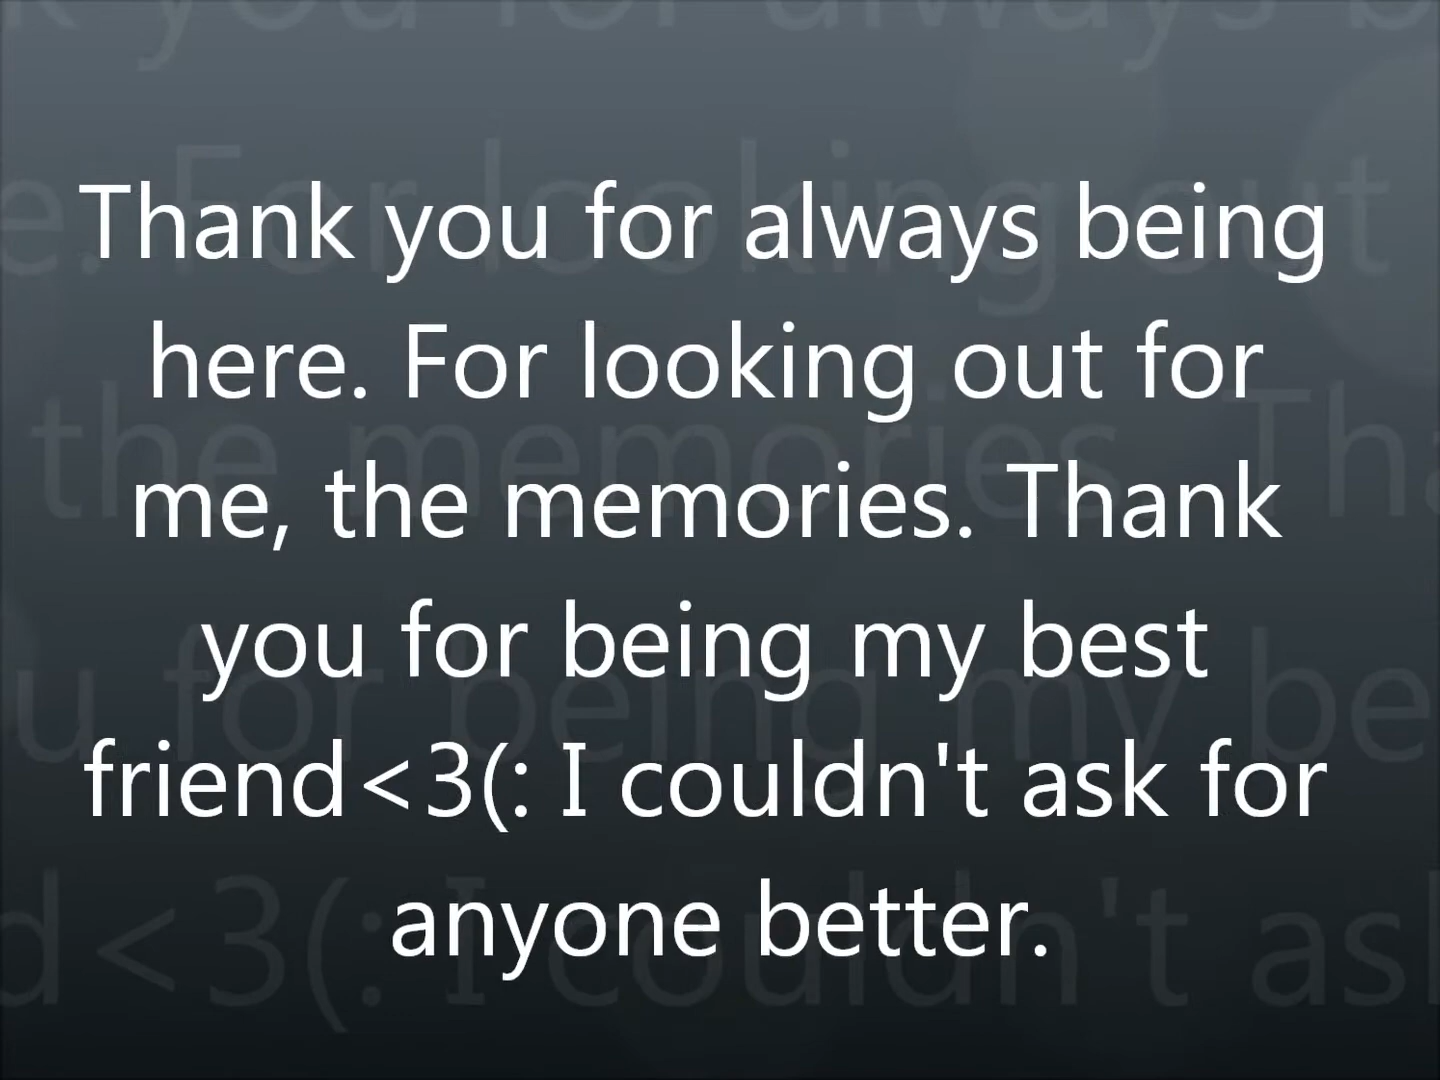 Thank you for always being
here. For looking out for
me, the memories. Thank
you for being my best
friend<3(: I couldn't ask for
anyone better.